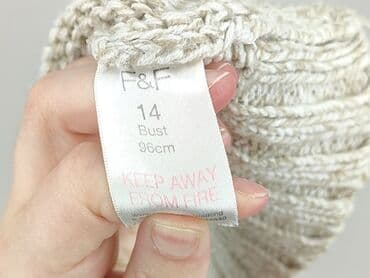 F&F
14
Bust
96cm
KEEP AWAY
FROM FIRE